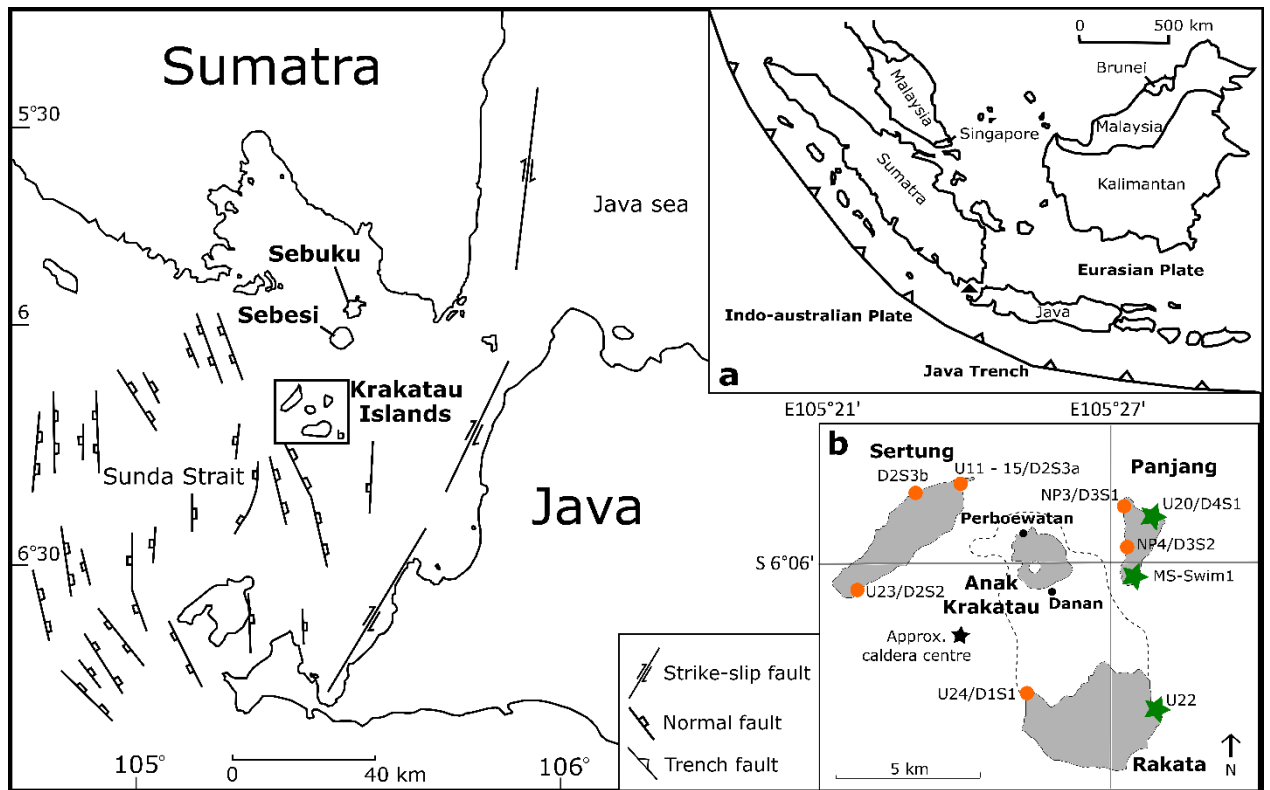 Sumatra
5°30
Java sea
Sebuku
Sebesi
6
Krakatau
Islands
Sunda Strait
Java
6°30
105°
0
40 km
106°
Strike-slip fault
Normal fault
Trench fault
0
500 km
Brunei
Malaysia
Malaysia
Singapore
Sumatra
Kalimantan
Eurasian Plate
Java
Indo-australian Plate
Java Trench
a
E105°21'
E105°27'
b
Sertung
D2S3b
U11 - 15/D2S3a
Panjang
NP3/D3S1
U20/D4S1
Perboewatan
NP4/D3S2
S 6°06'
MS-Swim1
Anak
Krakatau
U23/D2S2
Danan
Approx.
caldera centre
U24/D1S1
U22
5 km
Rakata
N